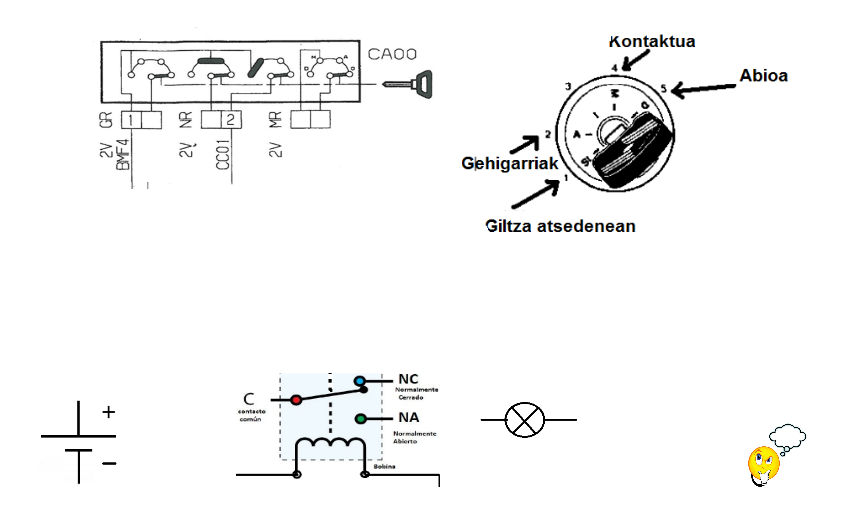 CA00
M A
GR 1 NR 2 MR
2V 2V 2V
BMF4 CC01
Kontaktua
4
3 5
Abioa
M
D
2 A
Gehigarriak
St
1
Giltza atsedenean
+
−
C
contacto
común
NC
Normalmente
Cerrado
NA
Normalmente
Abierto
Bobina